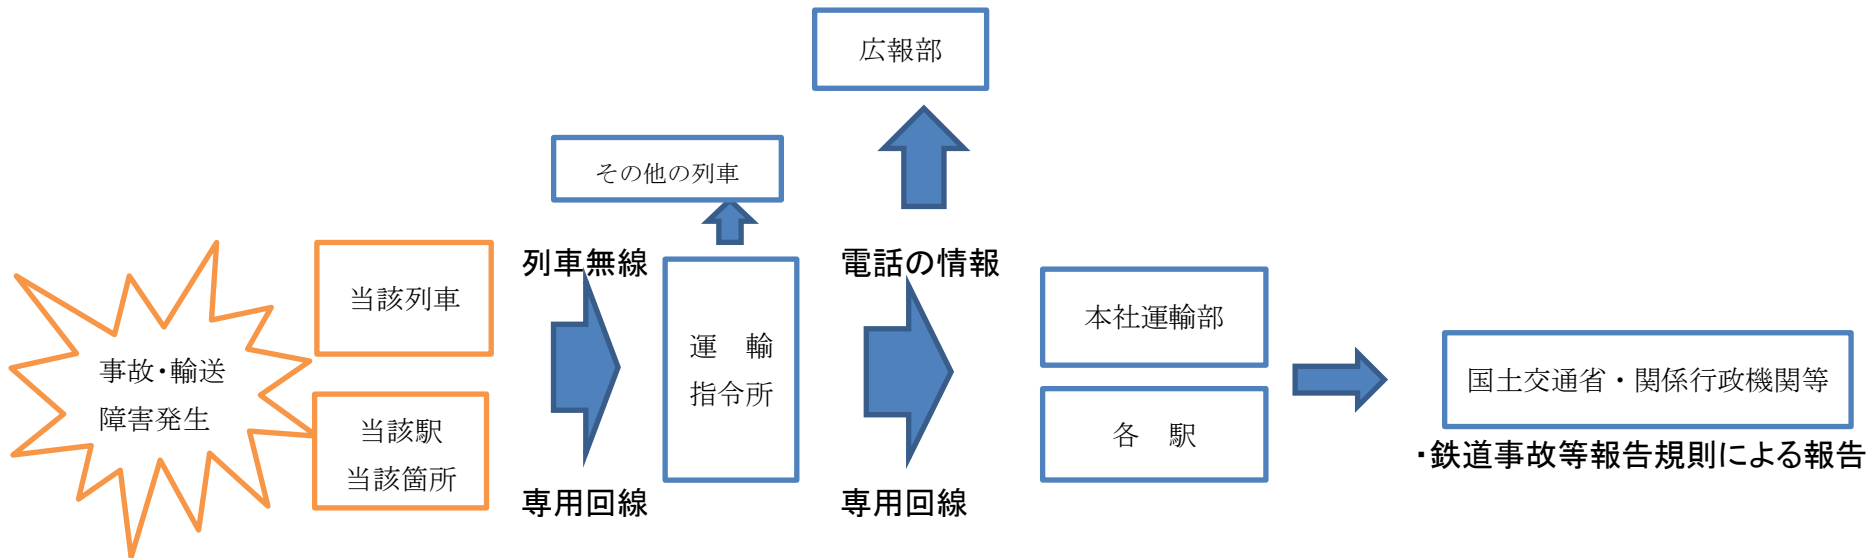 広報部
その他の列車
列車無線
電話の情報
当該列車
事故・輸送
障害発生
当該駅
当該箇所
運　輸
指令所
専用回線
専用回線
本社運輸部
各　駅
国土交通省・関係行政機関等
・鉄道事故等報告規則による報告